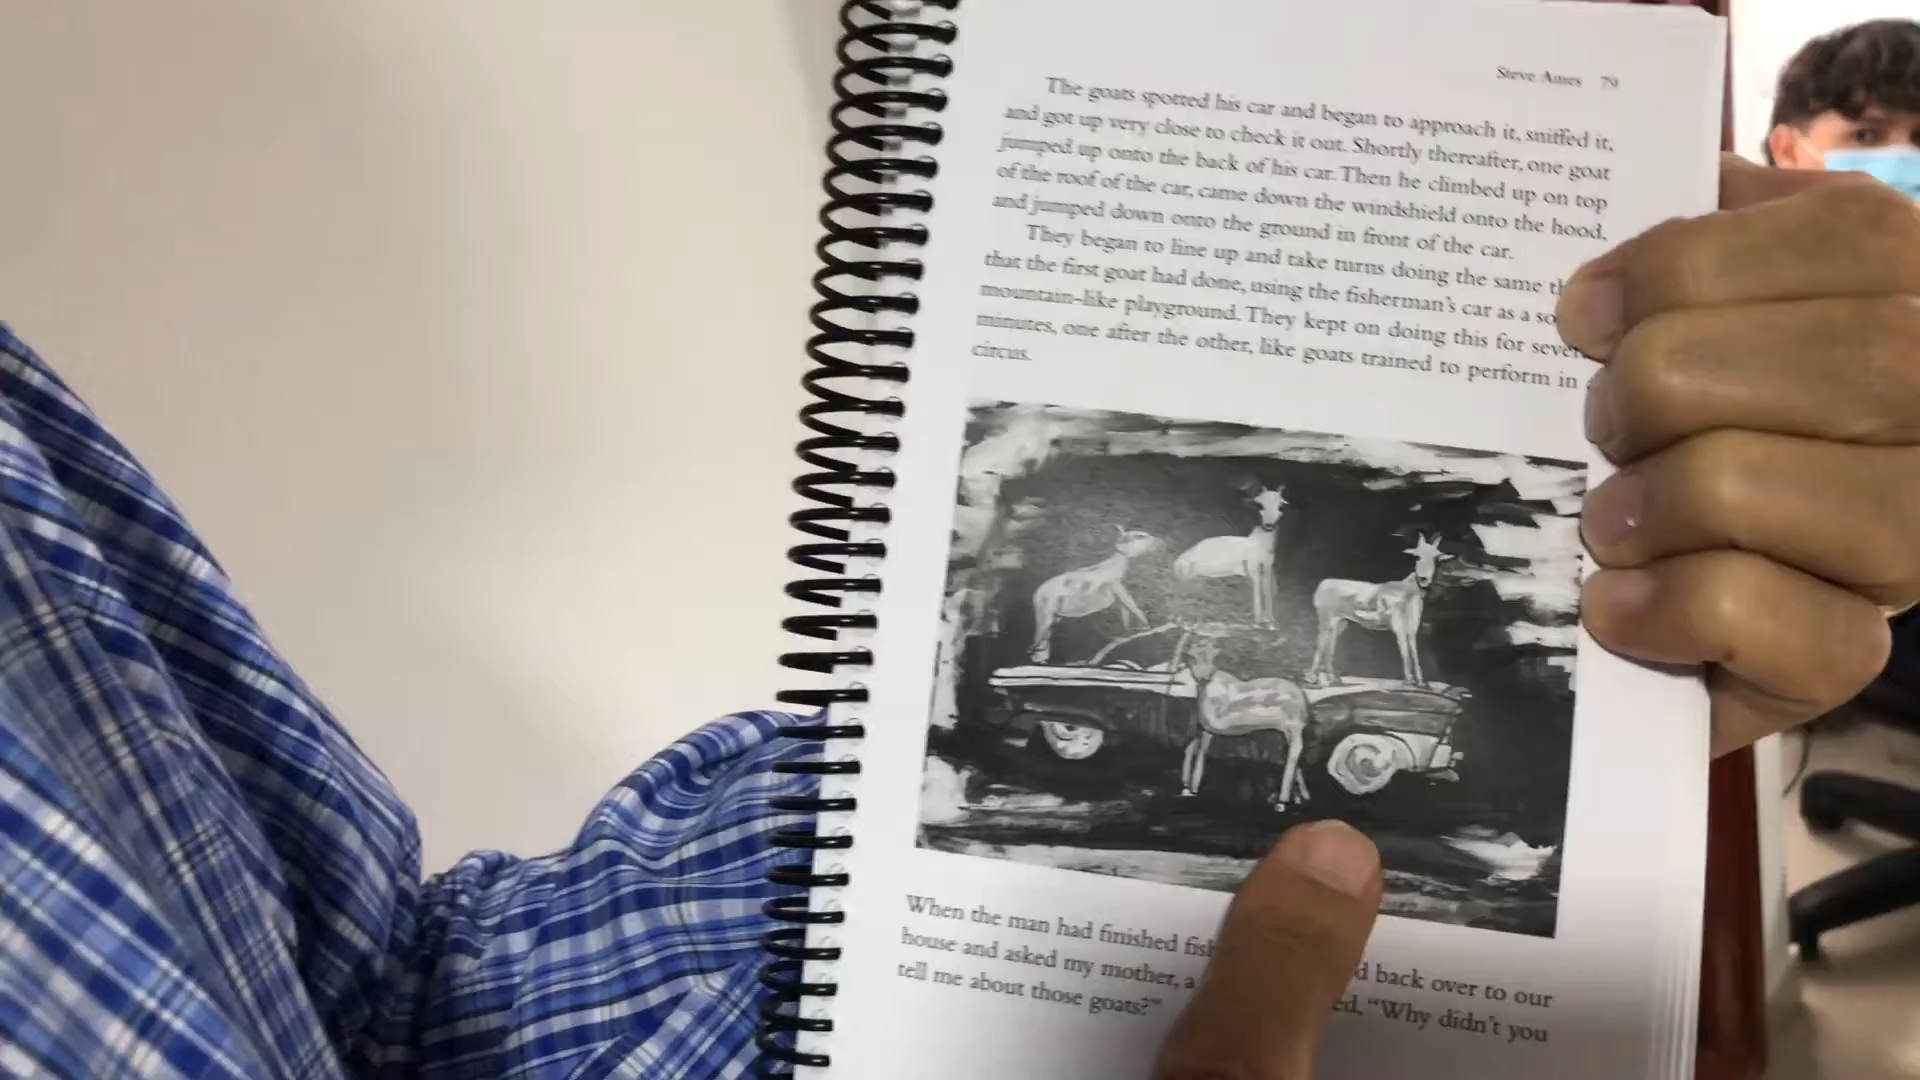 Steve Ames 79
The goats spotted his car and began to approach it, sniffed it,
and got up very close to check it out. Shortly thereafter, one goat
jumped up onto the back of his car. Then he climbed up on top
of the roof of the car, came down the windshield onto the hood,
and jumped down onto the ground in front of the car.
They began to line up and take turns doing the same
that the first goat had done, using the fisherman's car as a
mountain-like playground. They kept on doing this for
minutes, one after the other, like goats trained to perform in
circus.
When the man had finished back over to our
house and asked my mother, a "Why didn't you
tell me about those goats?"